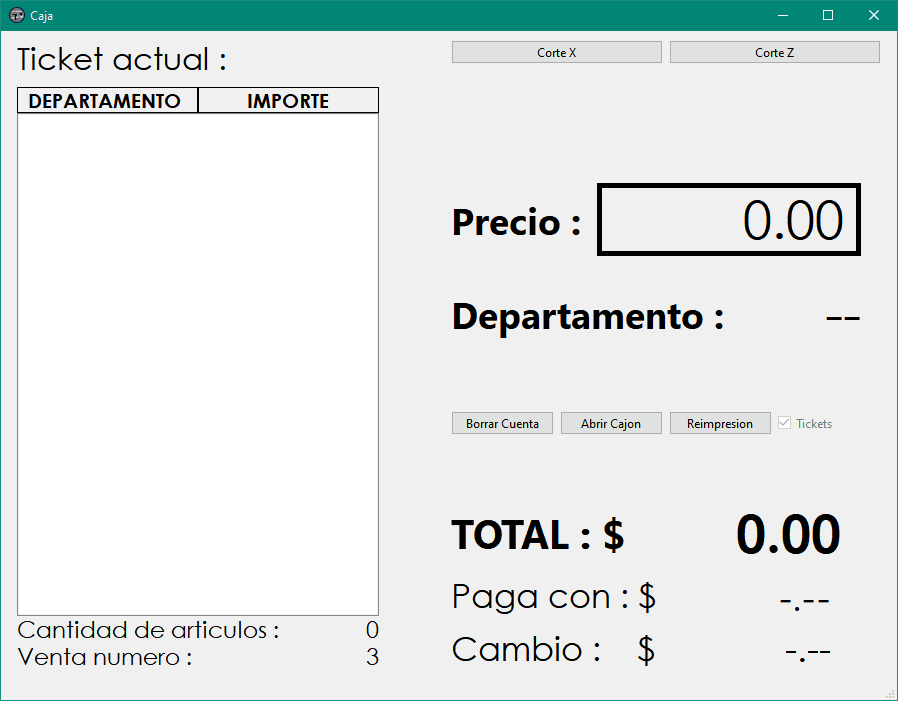 Caja
Ticket actual :
Corte X
Corte Z
DEPARTAMENTO
IMPORTE
Precio :
0.00
Departamento :
--
Borrar Cuenta
Abrir Cajon
Reimpresion
Tickets
TOTAL : $
0.00
Paga con : $
-.--
Cambio : $
-.--
Cantidad de articulos :
0
Venta numero :
3